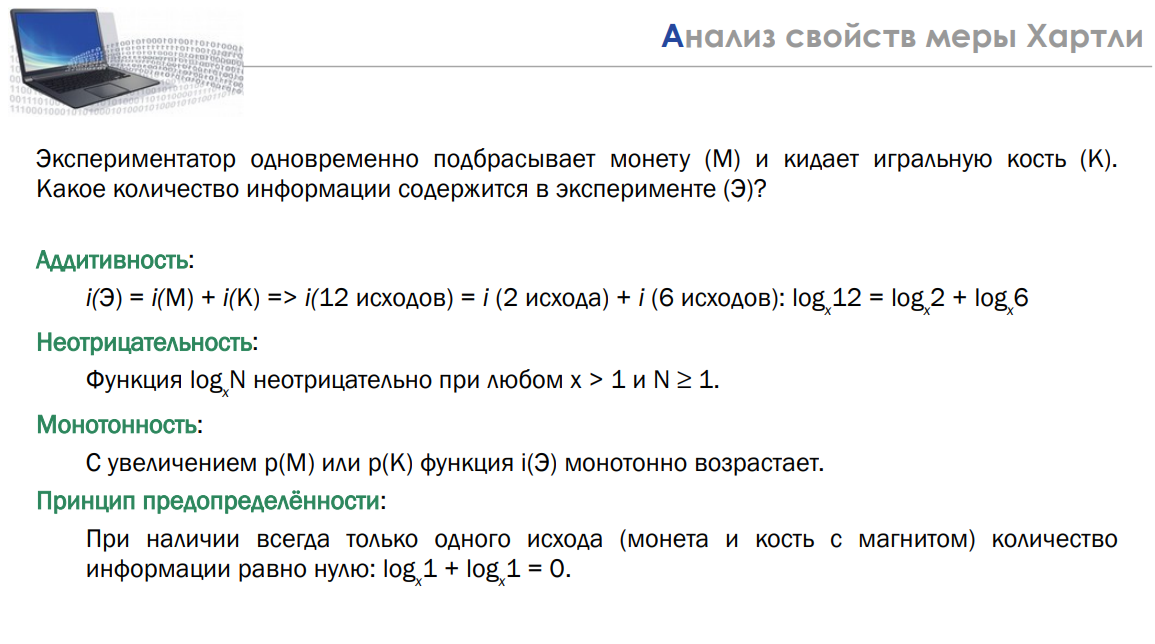 Анализ свойств меры Хартли
Экспериментатор одновременно подбрасывает монету (М) и кидает игральную кость (К).
Какое количество информации содержится в эксперименте (Э)?
Аддитивность:
i(Э) = i(М) + i(К) => i(12 исходов) = i (2 исхода) + i (6 исходов): logₓ12 = logₓ2 + logₓ6
Неотрицательность:
Функция logₓN неотрицательно при любом x > 1 и N ≥ 1.
Монотонность:
С увеличением p(М) или p(К) функция i(Э) монотонно возрастает.
Принцип предопределённости:
При наличии всегда только одного исхода (монета и кость с магнитом) количество
информации равно нулю: logₓ1 + logₓ1 = 0.